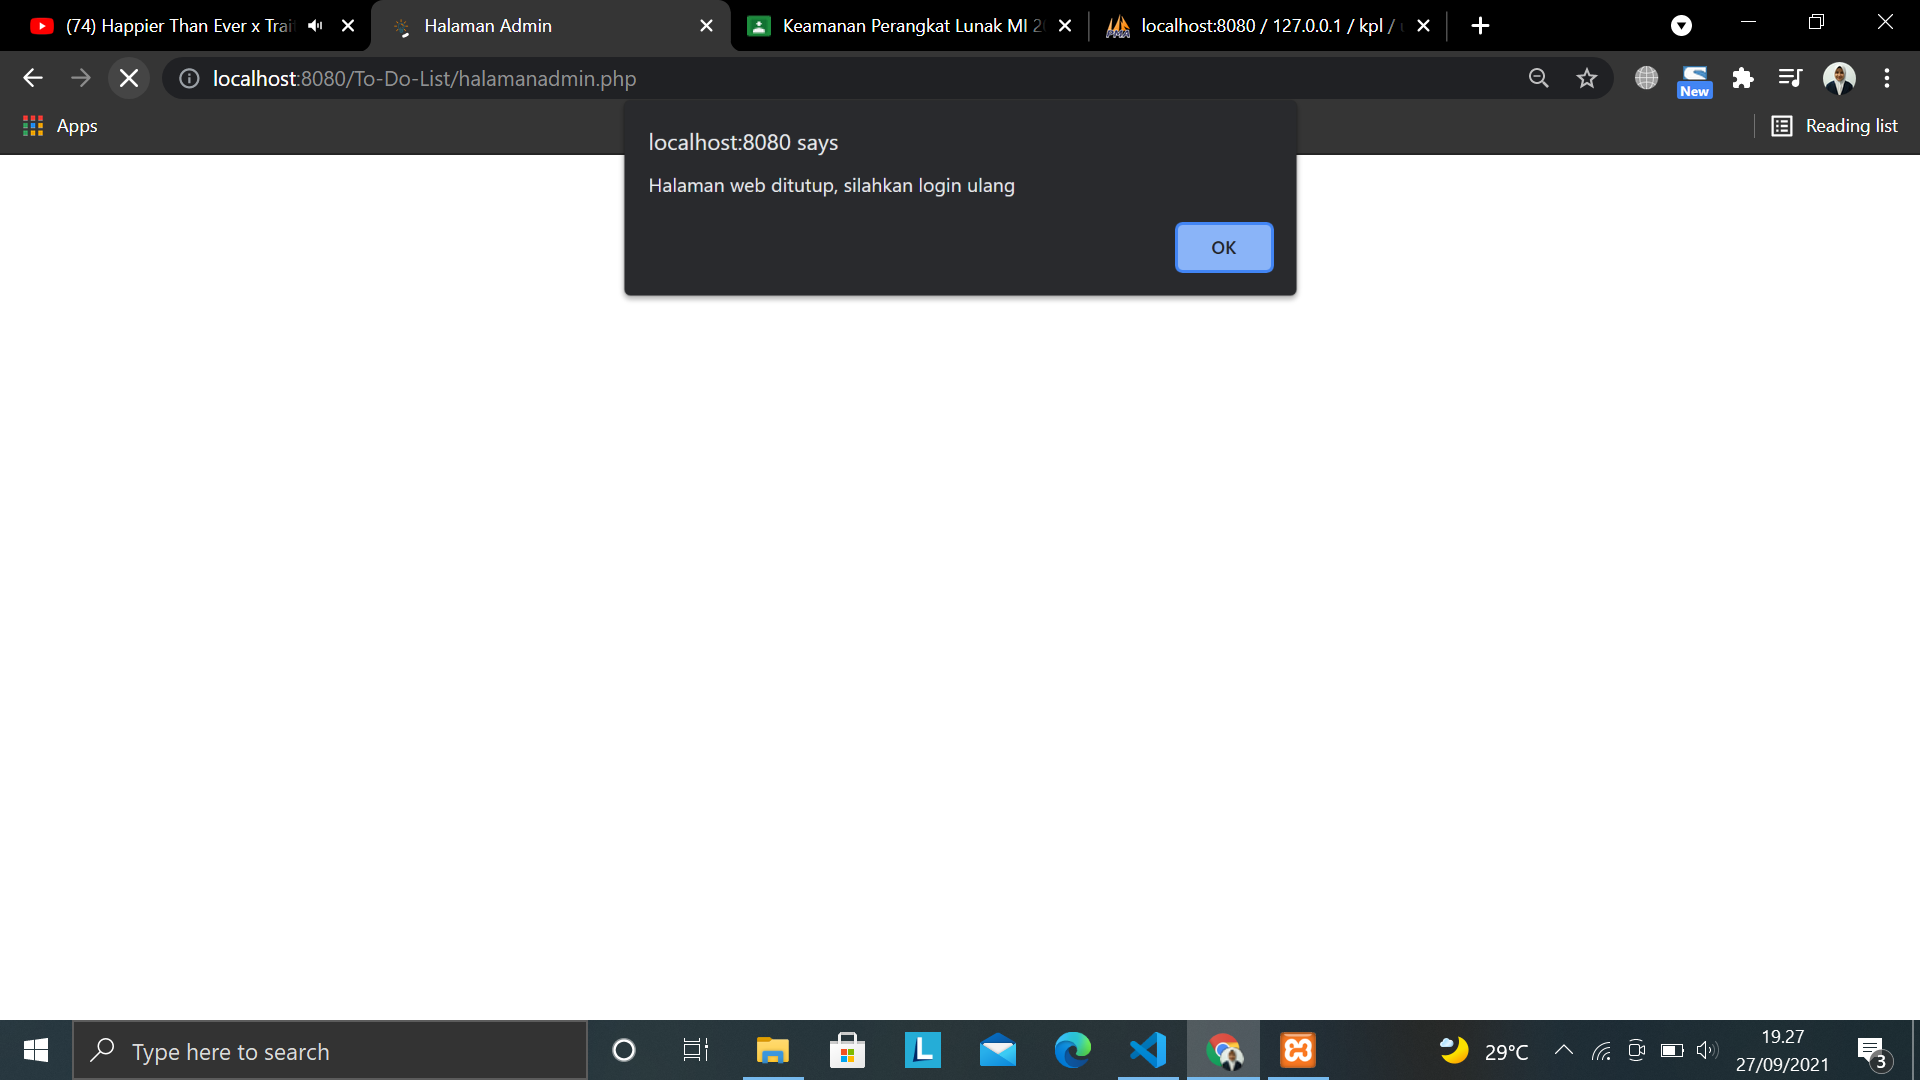 (74) Happier Than Ever x Trai
Halaman Admin
Keamanan Perangkat Lunak MI 2
localhost:8080 / 127.0.0.1 / kpl /
localhost:8080/To-Do-List/halamanadmin.php
New
Apps
Reading list
localhost:8080 says
Halaman web ditutup, silahkan login ulang
OK
Type here to search
L
29°C
19.27
27/09/2021
3